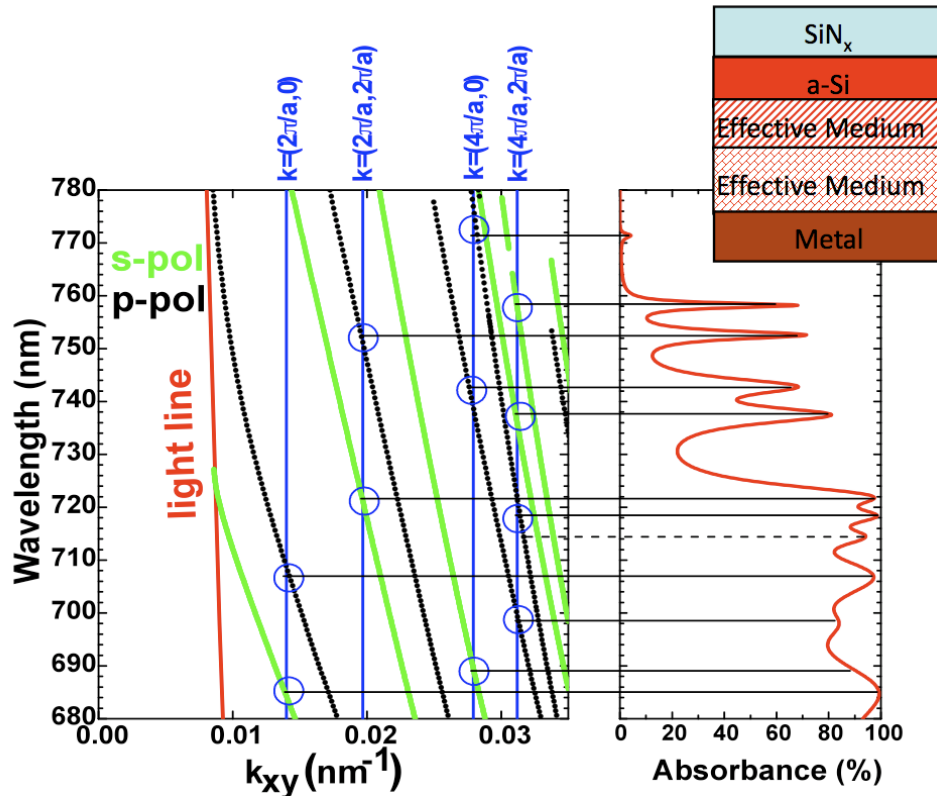 SiNx
a-Si
Effective Medium
Effective Medium
Metal
k=(2π/a,0)
k=(2π/a,2π/a)
k=(4π/a,0)
k=(4π/a,2π/a)
780
770
760
750
740
730
720
710
700
690
680
Wavelength (nm)
s-pol
p-pol
light line
0.00
0.01
0.02
0.03
kxy (nm-1)
0
20
40
60
80
100
Absorbance (%)